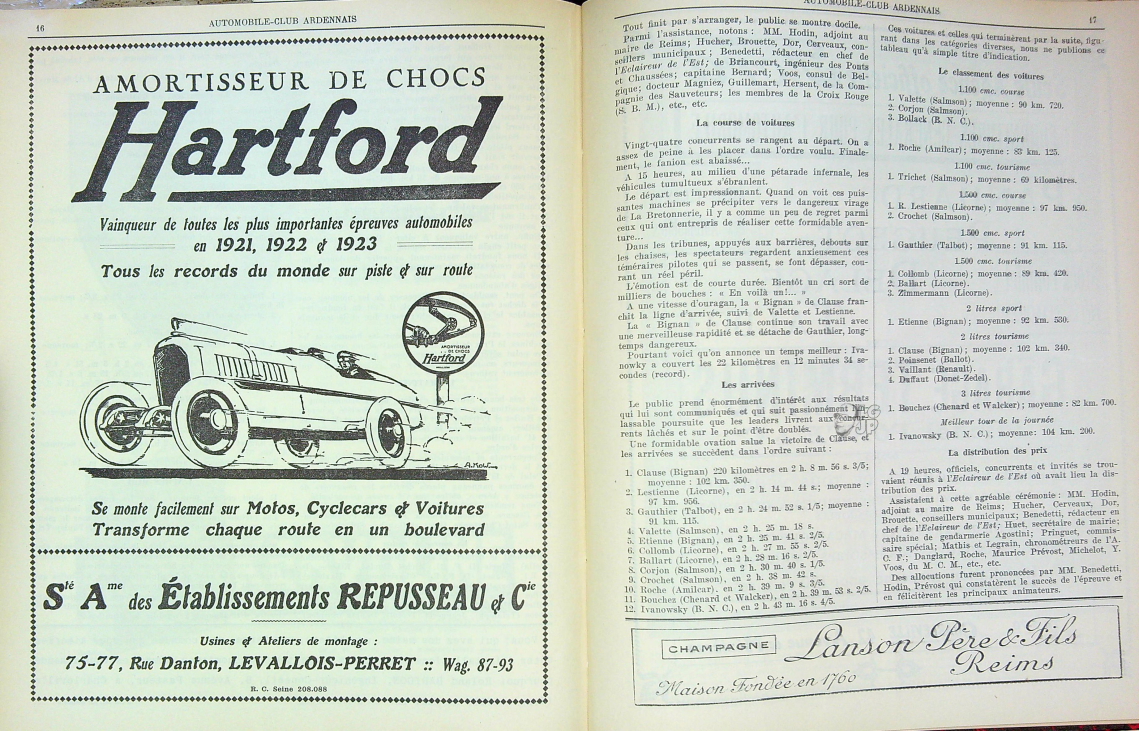 16
AUTOMOBILE-CLUB ARDENNAIS
AMORTISSEUR DE CHOCS
Hartford
Vainqueur de toutes les plus importantes épreuves automobiles
en 1921, 1922 & 1923
Tous les records du monde sur piste & sur route
AMORTISSEUR
DE CHOCS
Hartford
Se monte facilement sur Motos, Cyclecars & Voitures
Transforme chaque route en un boulevard
Sté Ame des Établissements REPUSSEAU & Cie
Usines & Ateliers de montage :
75-77, Rue Danton, LEVALLOIS-PERRET :: Wag. 87-93
R. C. Seine 208.088
AUTOMOBILE-CLUB ARDENNAIS
17
Tout finit par s'arranger, le public se montre docile.
Parmi l'assistance, notons : MM. Hodin, adjoint au
maire de Reims; Hucher, Brouette, Dor, Cerveaux, con-
seillers municipaux ; Benedetti, rédacteur en chef de
l'Eclaireur de l'Est; de Briancourt, ingénieur des Ponts
et Chaussées; capitaine Bernard; Voos, consul de Bel-
gique; docteur Magniez, Guillemart, Hersent, de la Com-
pagnie des Sauveteurs; les membres de la Croix Rouge
(S. B. M.), etc., etc.
La course de voitures
Vingt-quatre concurrents se rangent au départ. On a
assez de peine à les placer dans l'ordre voulu. Finale-
ment, le fanion est abaissé...
A 15 heures, au milieu d'une pétarade infernale, les
véhicules tumultueux s'ébranlent.
Le départ est impressionnant. Quand on voit ces puis-
santes machines se précipiter vers le dangereux virage
de La Bretonnerie, il y a comme un peu de regret parmi
ceux qui ont entrepris de réaliser cette formidable aven-
ture...
Dans les tribunes, appuyés aux barrières, debouts sur
les chaises, les spectateurs regardent anxieusement ces
téméraires pilotes qui se passent, se font dépasser, cou-
rant un réel péril.
L'émotion est de courte durée. Bientôt un cri sort de
milliers de bouches : « En voilà un!... »
A une vitesse d'ouragan, la « Bignan » de Clause fran-
chit la ligne d'arrivée, suivi de Valette et Lestienne.
La « Bignan » de Clause continue son travail avec
une merveilleuse rapidité et se détache de Gauthier, long-
temps dangereux.
Pourtant voici qu'on annonce un temps meilleur : Iva-
nowky a couvert les 22 kilomètres en 12 minutes 34 se-
condes (record).
Les arrivées
Le public prend énormément d'intérêt aux résultats
qui lui sont communiqués et qui suit passionnément l'in-
lassable poursuite que les leaders livrent aux concur-
rents lâchés et sur le point d'être doublés.
Une formidable ovation salue la victoire de Clause, et
les arrivées se succèdent dans l'ordre suivant :
1. Clause (Bignan) 220 kilomètres en 2 h. 8 m. 56 s. 3/5;
moyenne : 102 km. 350.
2. Lestienne (Licorne), en 2 h. 14 m. 44 s.; moyenne :
97 km. 956.
3. Gauthier (Talbot), en 2 h. 24 m. 52 s. 1/5; moyenne :
91 km. 115.
4. Valette (Salmson), en 2 h. 25 m. 18 s.
5. Etienne (Bignan), en 2 h. 25 m. 41 s. 2/5.
6. Collomb (Licorne), en 2 h. 27 m. 55 s. 2/5.
7. Ballart (Licorne), en 2 h. 28 m. 16 s. 2/5.
8. Corjon (Salmson), en 2 h. 30 m. 40 s. 1/5.
9. Crochet (Salmson), en 2 h. 38 m. 42 s.
10. Roche (Amilcar), en 2 h. 39 m. 9 s. 3/5.
11. Bouchez (Chenard et Walcker), en 2 h. 39 m. 53 s. 2/5.
12. Ivanowsky (B. N. C.), en 2 h. 43 m. 16 s. 4/5.
Ces voitures et celles qui terminèrent par la suite, figu-
rant dans les catégories diverses, nous ne publions ce
tableau qu'à simple titre d'indication.
Le classement des voitures
1.100 cmc. course
1. Valette (Salmson); moyenne : 90 km. 720.
2. Corjon (Salmson).
3. Bollack (B. N. C.).
1.100 cmc. sport
1. Roche (Amilcar); moyenne : 83 km. 125.
1.100 cmc. tourisme
1. Trichet (Salmson); moyenne : 69 kilomètres.
1.500 cmc. course
1. R. Lestienne (Licorne); moyenne : 97 km. 950.
2. Crochet (Salmson).
1.500 cmc. sport
1. Gauthier (Talbot); moyenne : 91 km. 115.
1.500 cmc. tourisme
1. Collomb (Licorne); moyenne : 89 km. 420.
2. Ballart (Licorne).
3. Zimmermann (Licorne).
2 litres sport
1. Etienne (Bignan); moyenne : 92 km. 530.
2 litres tourisme
1. Clause (Bignan); moyenne : 102 km. 340.
2. Poinsenet (Ballot).
3. Vaillant (Renault).
4. Duffaut (Donet-Zedel).
3 litres tourisme
1. Bouchez (Chenard et Walcker); moyenne : 82 km. 700.
Meilleur tour de la journée
1. Ivanowsky (B. N. C.); moyenne: 104 km. 200.
La distribution des prix
A 19 heures, officiels, concurrents et invités se trou-
vaient réunis à l'Eclaireur de l'Est où avait lieu la dis-
tribution des prix.
Assistaient à cette agréable cérémonie : MM. Hodin,
adjoint au maire de Reims; Hucher, Cerveaux, Dor,
Brouette, conseillers municipaux; Benedetti, rédacteur en
chef de l'Eclaireur de l'Est; Huet, secrétaire de mairie;
capitaine de gendarmerie Agostini; Pringuet, commis-
saire spécial; Mathis et Legrain, chronométreurs de l'A.
C. F.; Danglard, Roche, Maurice Prévost, Michelot, Y.
Voos, du M. C. M., etc., etc.
Des allocutions furent prononcées par MM. Benedetti,
Hodin, Prévost qui constatèrent le succès de l'épreuve et
en félicitèrent les principaux animateurs.
CHAMPAGNE
Lanson Père & Fils
Reims
Maison Fondée en 1760